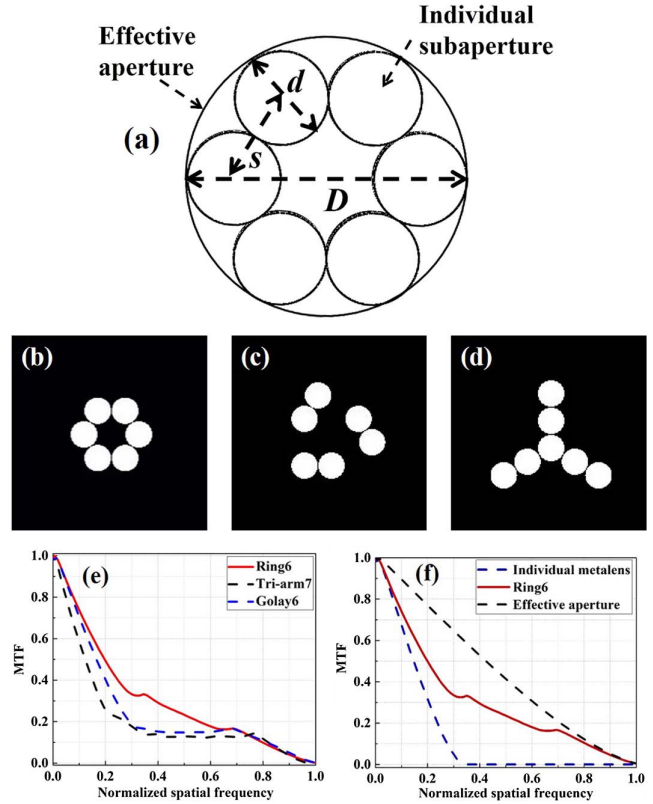 Effective
aperture
Individual
subaperture
(a)
d
s
D
(b)
(c)
(d)
(e)
Ring6
Tri-arm7
Golay6
MTF
1.0
0.8
0.6
0.4
0.2
0.0
0.0 0.2 0.4 0.6 0.8 1.0
Normalized spatial frequency
(f)
Individual metalens
Ring6
Effective aperture
MTF
1.0
0.8
0.6
0.4
0.2
0.0
0.0 0.2 0.4 0.6 0.8 1.0
Normalized spatial frequency